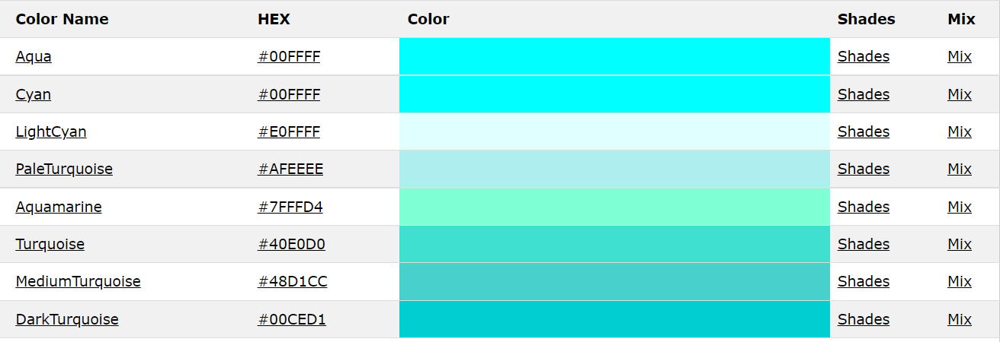 Color Name HEX Color Shades Mix
Aqua #00FFFF Shades Mix
Cyan #00FFFF Shades Mix
LightCyan #E0FFFF Shades Mix
PaleTurquoise #AFEEEE Shades Mix
Aquamarine #7FFFD4 Shades Mix
Turquoise #40E0D0 Shades Mix
MediumTurquoise #48D1CC Shades Mix
DarkTurquoise #00CED1 Shades Mix